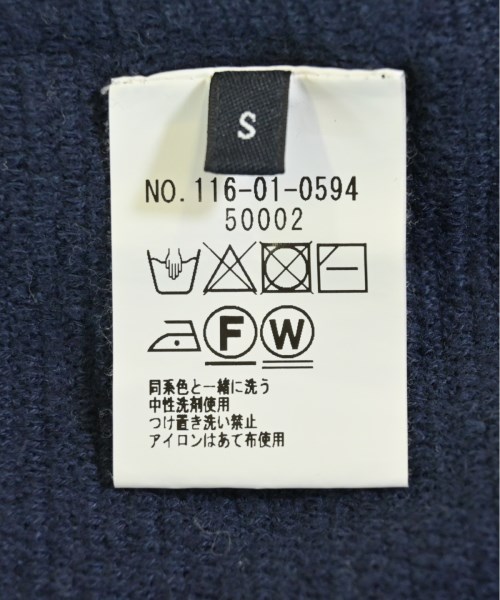 S
NO. 116-01-0594
50002
F W
同系色と一緒に洗う
中性洗剤使用
つけ置き洗い禁止
アイロンはあて布使用